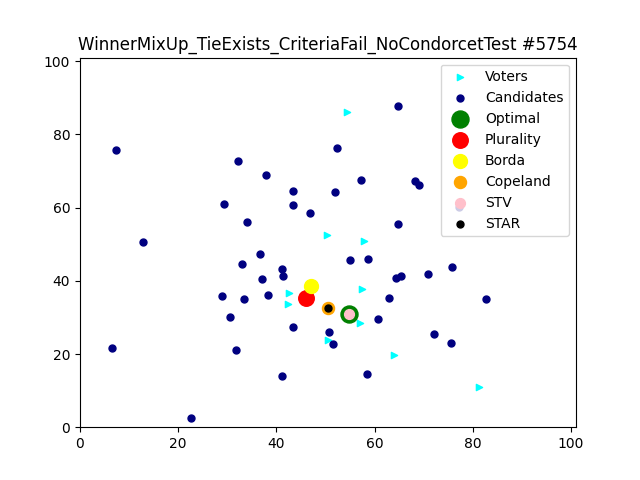 WinnerMixUp_TieExists_CriteriaFail_NoCondorcetTest #5754
100
80
60
40
20
0
0 20 40 60 80 100
Voters
Candidates
Optimal
Plurality
Borda
Copeland
STV
STAR